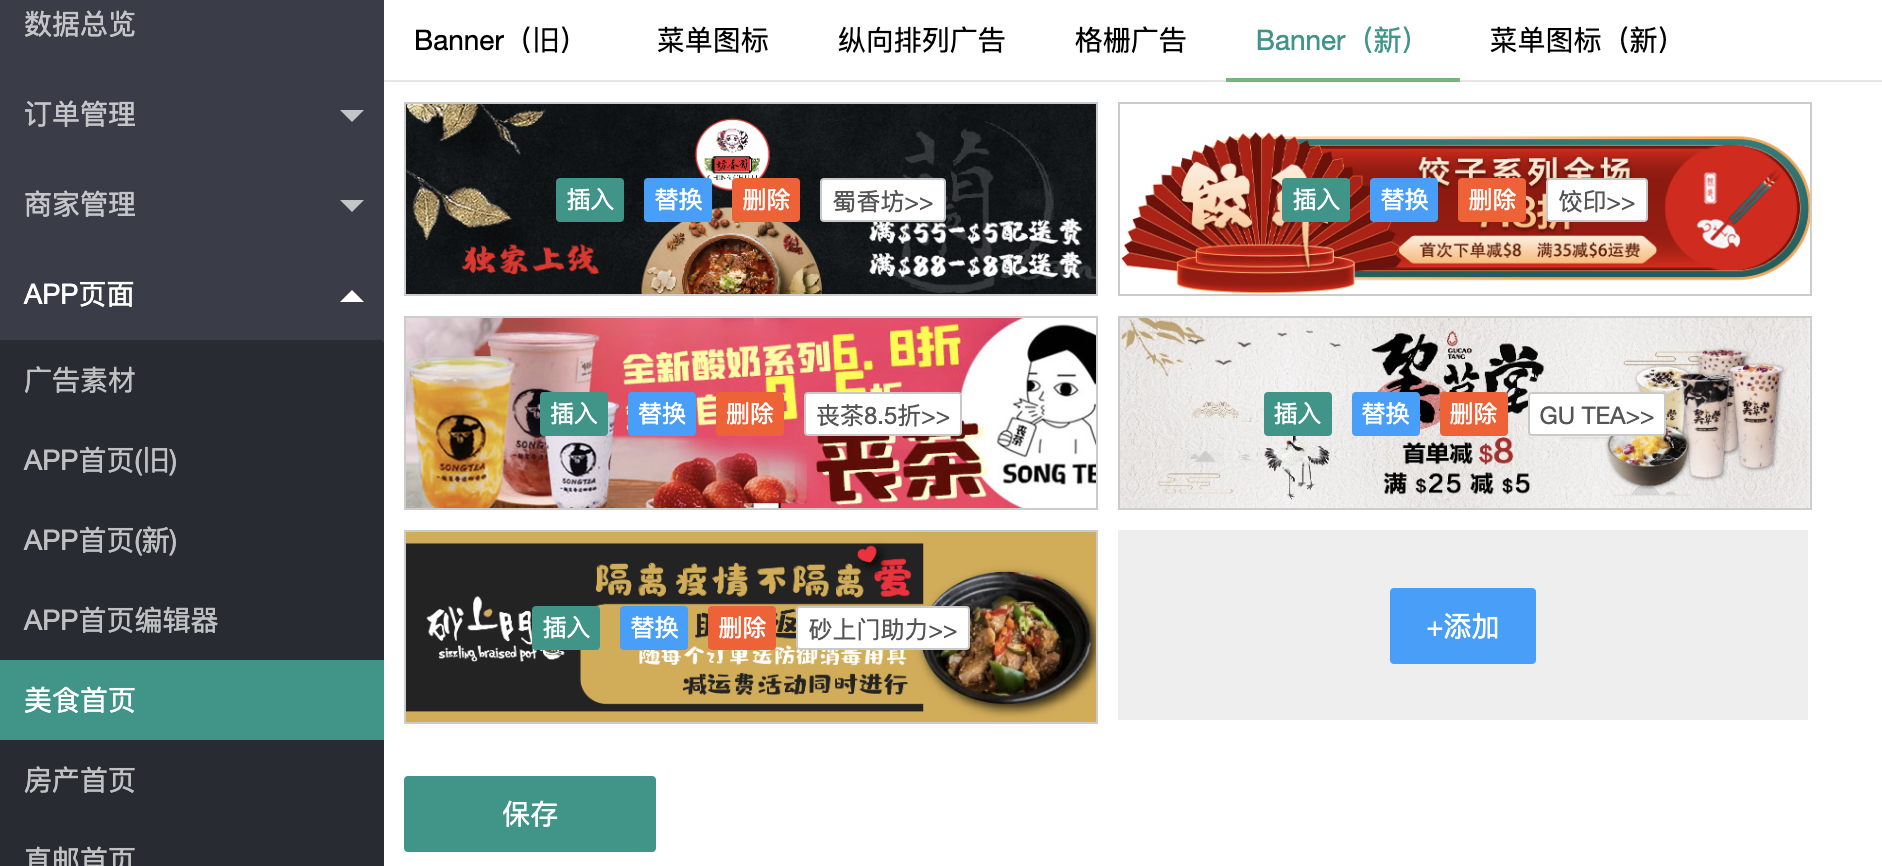 数据总览
订单管理
商家管理
APP页面
广告素材
APP首页(旧)
APP首页(新)
APP首页编辑器
美食首页
房产首页
直邮首页
Banner（旧）
菜单图标
纵向排列广告
格栅广告
Banner（新）
菜单图标（新）
插入
替换
删除
蜀香坊>>
独家上线
满$55-$5配送费
满$88-$8配送费
饺子系列全场
饺
插入
替换
删除
饺印>>
首次下单减$8 满35减$6运费
全新酸奶系列6.8折
插入
替换
删除
丧茶8.5折>>
丧茶
SONGTEA
SONGTEA
丧茶
SONG TE
GUCAO
TANG
插入
替换
删除
GU TEA>>
首单减 $8
满 $25 减 $5
隔离疫情不隔离爱
砂上門
sizzling braised pot
插入
替换
删除
砂上门助力>>
随每个订单送防御消毒用具
减运费活动同时进行
+添加
保存